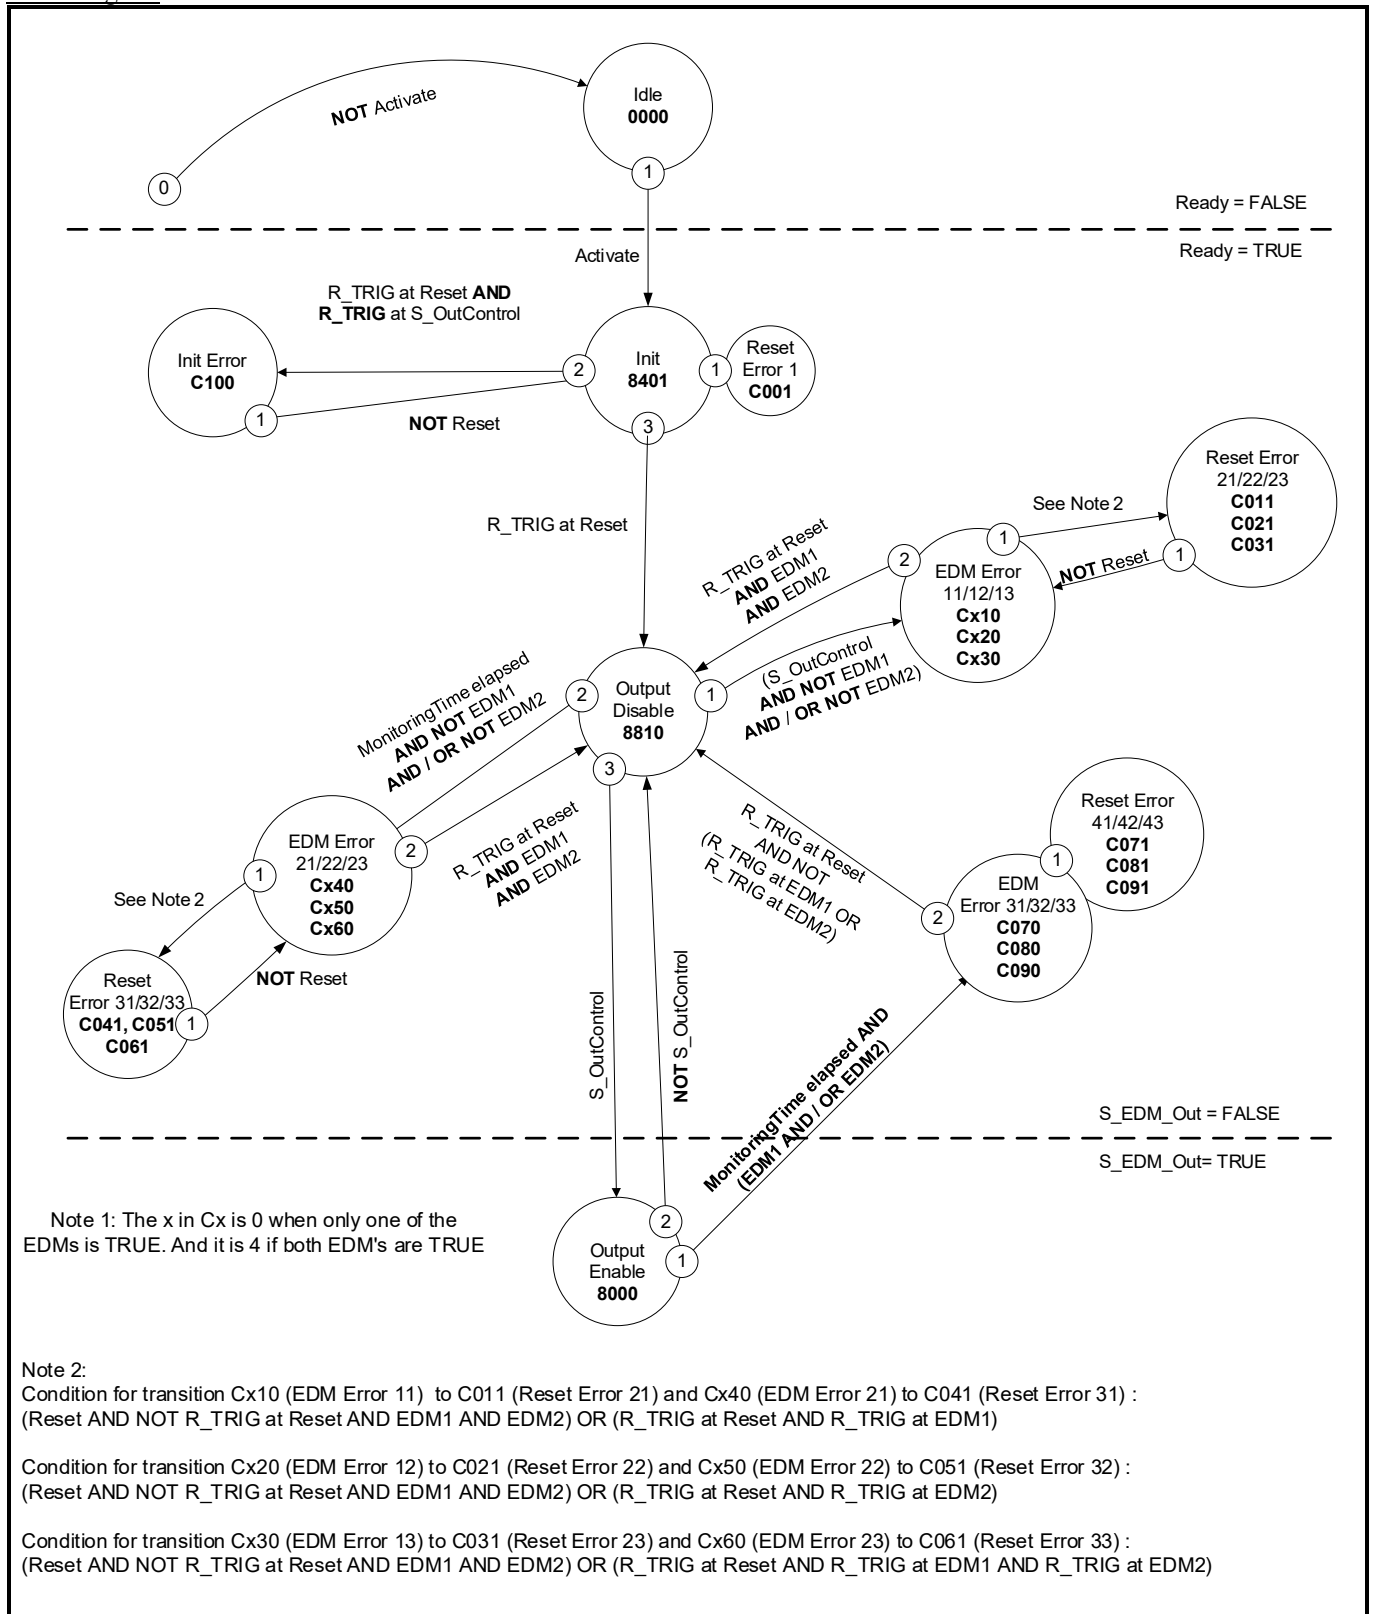 Idle
0000
NOT Activate
1
0
Ready = FALSE
Ready = TRUE
Activate
R_TRIG at Reset AND
R_TRIG at S_OutControl
Init Error
C100
2
Init
8401
1
Reset
Error 1
C001
1
NOT Reset
3
R_TRIG at Reset
Reset Error
21/22/23
C011
C021
C031
See Note 2
1
1
NOT Reset
2
EDM Error
11/12/13
Cx10
Cx20
Cx30
R_TRIG at Reset
AND EDM1
AND EDM2
(S_OutControl
AND NOT EDM1
AND / OR NOT EDM2)
MonitoringTime elapsed
AND NOT EDM1
AND / OR NOT EDM2
2
Output
Disable
8810
1
3
R_TRIG at Reset
AND EDM1
AND EDM2
EDM Error
21/22/23
Cx40
Cx50
Cx60
2
1
See Note 2
NOT Reset
Reset
Error 31/32/33
C041, C051
C061
1
R_TRIG at Reset
AND NOT
(R_TRIG at EDM1 OR
R_TRIG at EDM2)
Reset Error
41/42/43
C071
C081
C091
1
EDM
Error 31/32/33
C070
C080
C090
2
S_OutControl
NOT S_OutControl
MonitoringTime elapsed AND
(EDM1 AND / OR EDM2)
S_EDM_Out = FALSE
S_EDM_Out= TRUE
Note 1: The x in Cx is 0 when only one of the
EDMs is TRUE. And it is 4 if both EDM's are TRUE
2
Output
Enable
8000
1
Note 2:
Condition for transition Cx10 (EDM Error 11) to C011 (Reset Error 21) and Cx40 (EDM Error 21) to C041 (Reset Error 31) :
(Reset AND NOT R_TRIG at Reset AND EDM1 AND EDM2) OR (R_TRIG at Reset AND R_TRIG at EDM1)
Condition for transition Cx20 (EDM Error 12) to C021 (Reset Error 22) and Cx50 (EDM Error 22) to C051 (Reset Error 32) :
(Reset AND NOT R_TRIG at Reset AND EDM1 AND EDM2) OR (R_TRIG at Reset AND R_TRIG at EDM2)
Condition for transition Cx30 (EDM Error 13) to C031 (Reset Error 23) and Cx60 (EDM Error 23) to C061 (Reset Error 33) :
(Reset AND NOT R_TRIG at Reset AND EDM1 AND EDM2) OR (R_TRIG at Reset AND R_TRIG at EDM1 AND R_TRIG at EDM2)